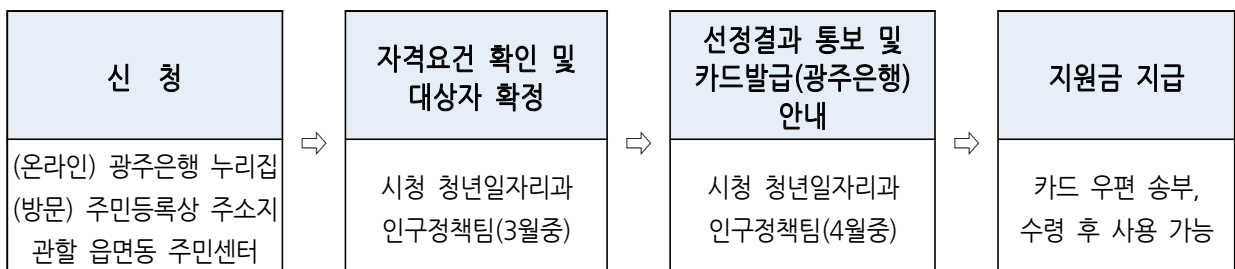 신 청
(온라인) 광주은행 누리집
(방문) 주민등록상 주소지
관할 읍면동 주민센터
⇨
자격요건 확인 및
대상자 확정
시청 청년일자리과
인구정책팀(3월중)
⇨
선정결과 통보 및
카드발급(광주은행)
안내
시청 청년일자리과
인구정책팀(4월중)
⇨
지원금 지급
카드 우편 송부,
수령 후 사용 가능